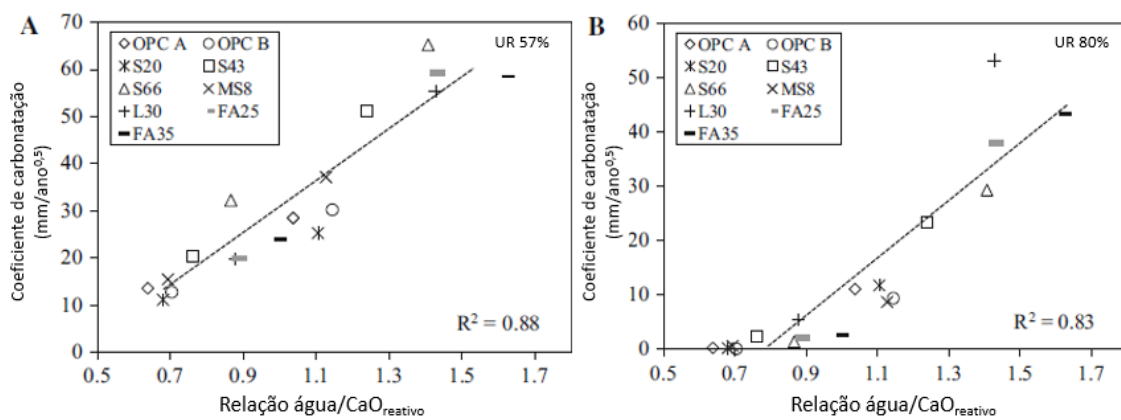 A
UR 57%
OPC A OPC B
S20 S43
S66 MS8
L30 FA25
FA35
70
60
50
40
30
20
10
0
Coeficiente de carbonatação
(mm/ano^0,5)
R² = 0.88
0.5 0.7 0.9 1.1 1.3 1.5 1.7
Relação água/CaO_reativo
B
UR 80%
OPC A OPC B
S20 S43
S66 MS8
L30 FA25
FA35
60
50
40
30
20
10
0
Coeficiente de carbonatação
(mm/ano^0,5)
R² = 0.83
0.5 0.7 0.9 1.1 1.3 1.5 1.7
Relação água/CaO_reativo